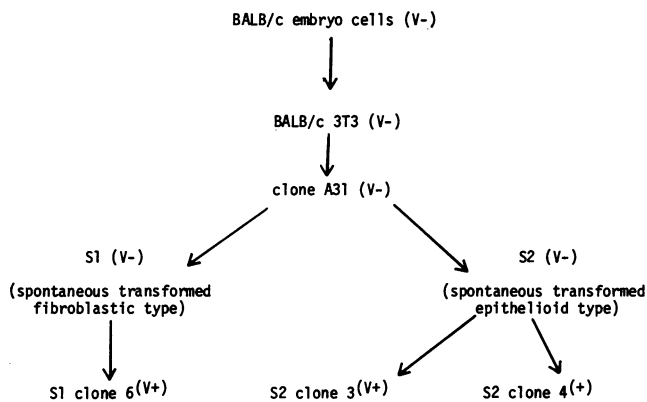 BALB/c embryo cells (V-)
BALB/c 3T3 (V-)
clone A31 (V-)
S1 (V-)
(spontaneous transformed
fibroblastic type)
S2 (V-)
(spontaneous transformed
epithelioid type)
S1 clone 6(V+)
S2 clone 3(V+)
S2 clone 4(+)